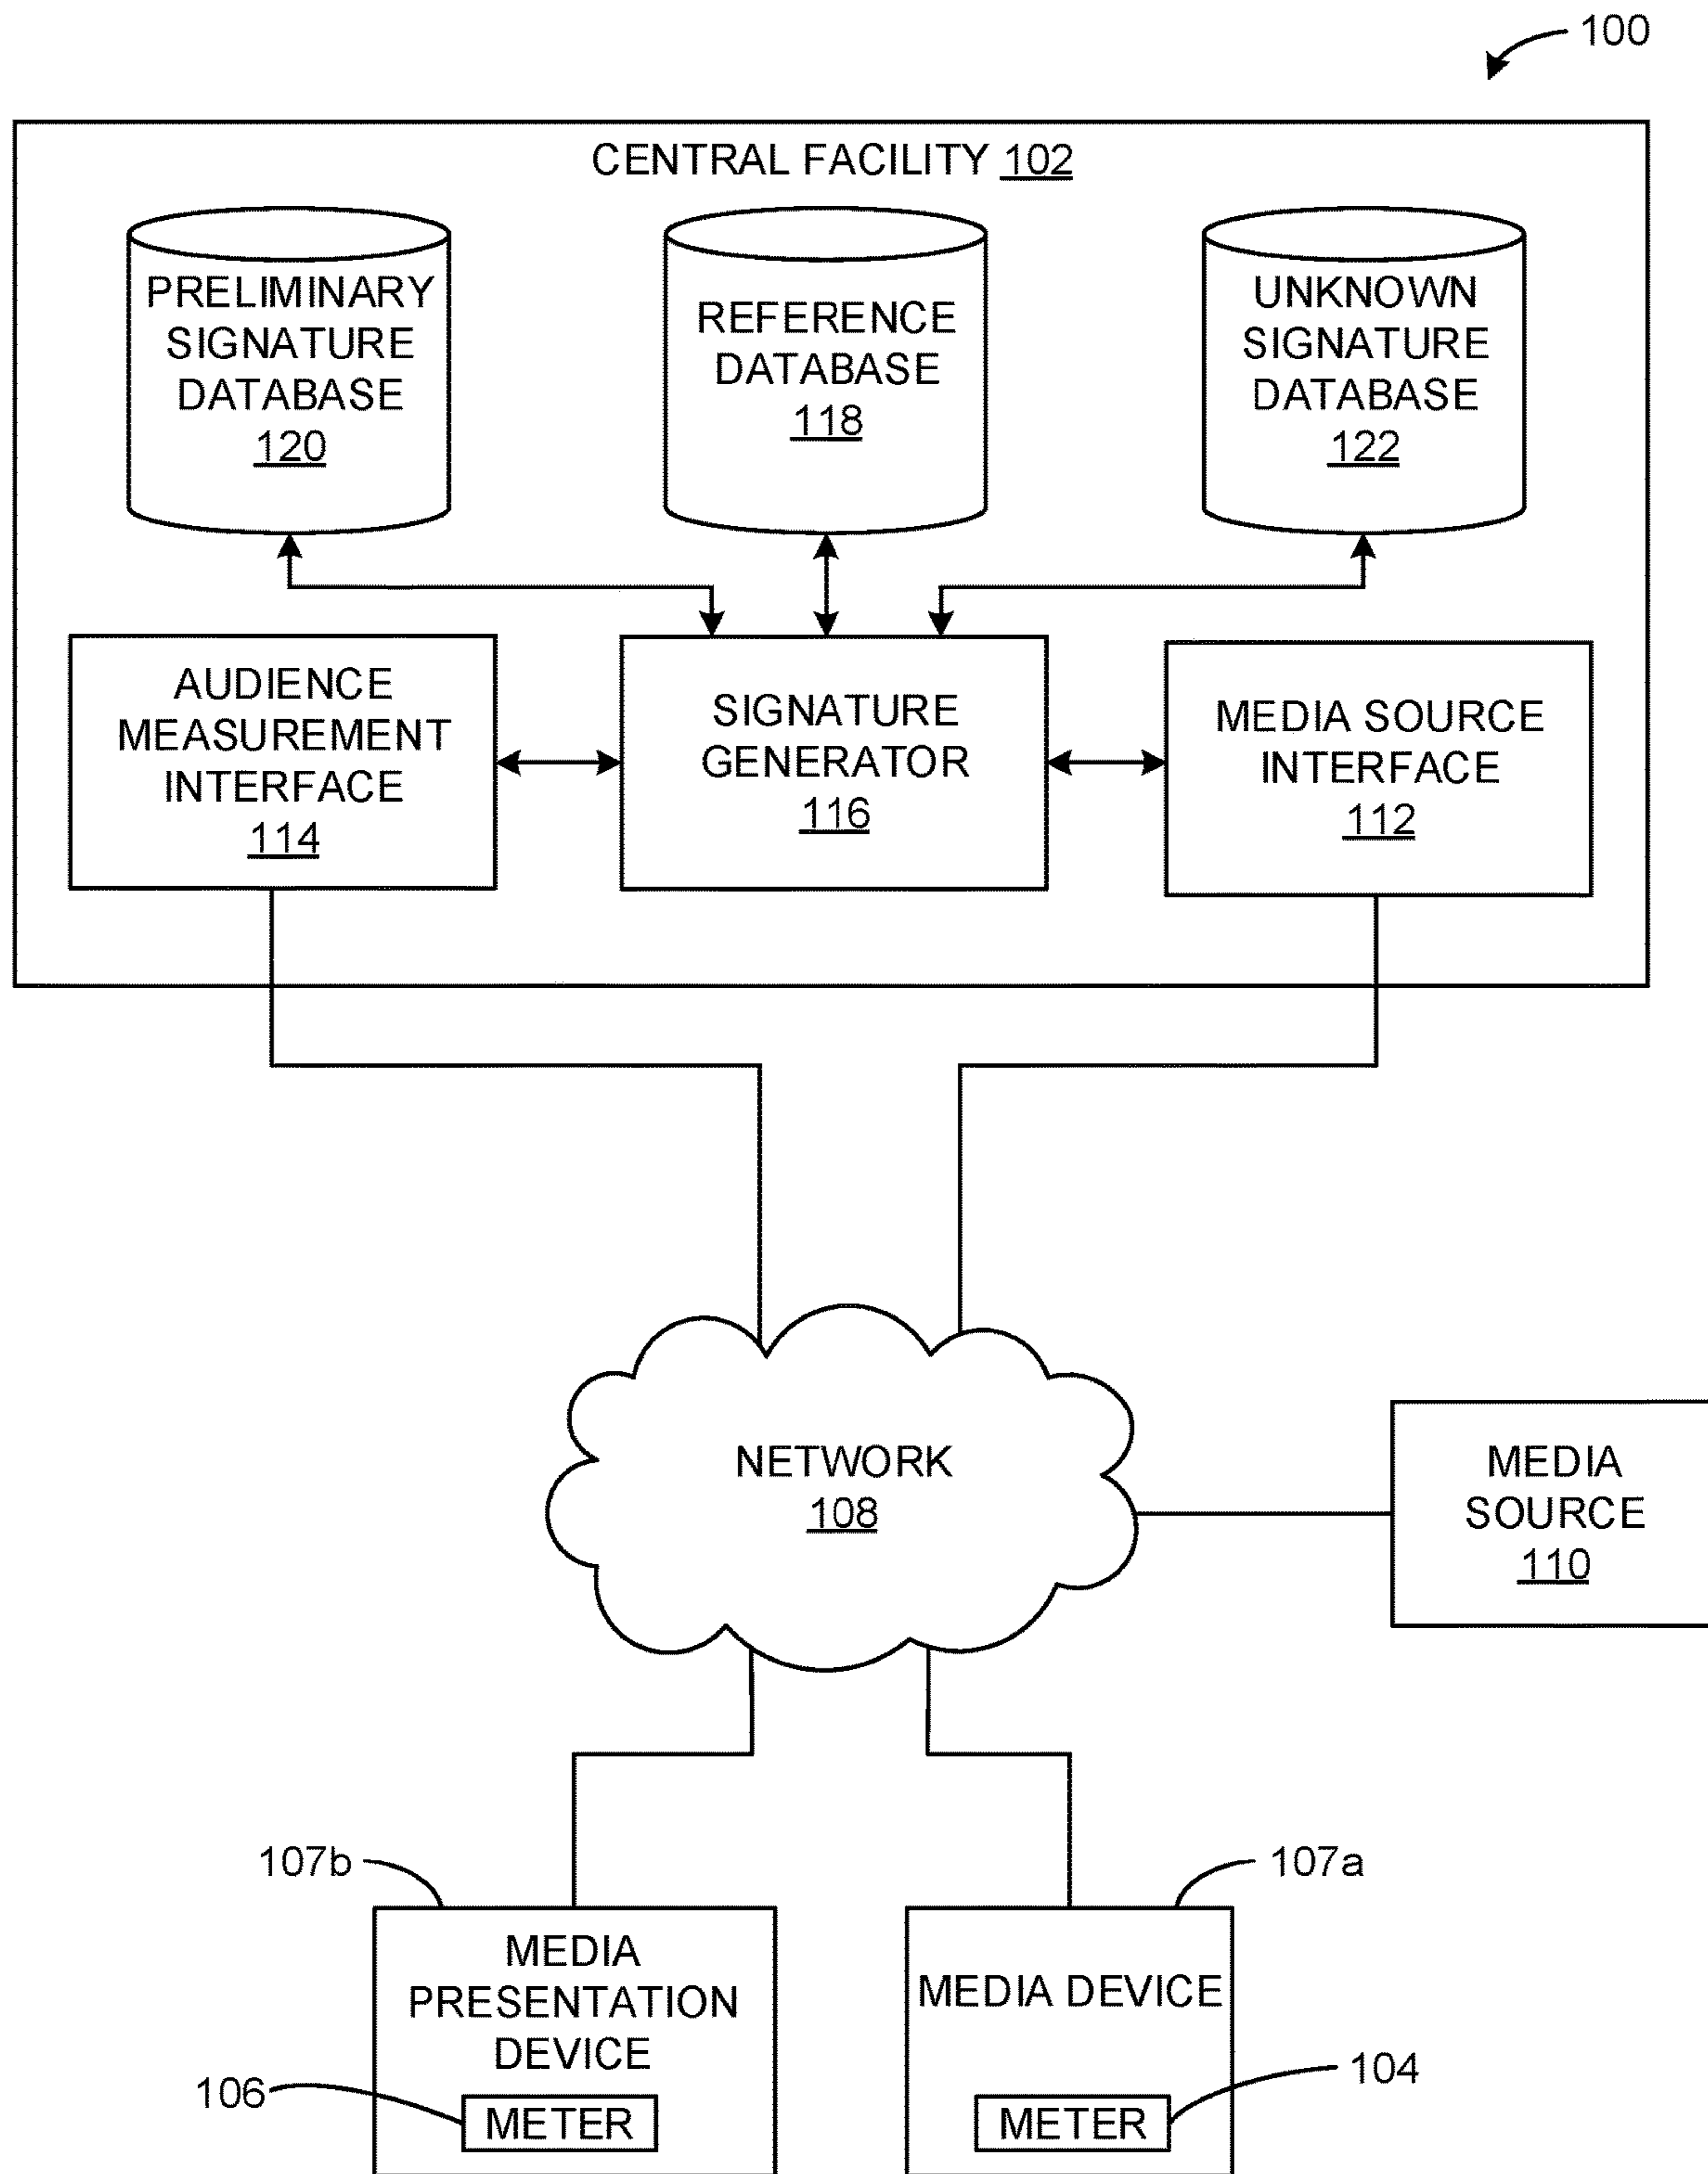 100
CENTRAL FACILITY 102
PRELIMINARY
SIGNATURE
DATABASE
120
REFERENCE
DATABASE
118
UNKNOWN
SIGNATURE
DATABASE
122
AUDIENCE
MEASUREMENT
INTERFACE
114
SIGNATURE
GENERATOR
116
MEDIA SOURCE
INTERFACE
112
NETWORK
108
MEDIA
SOURCE
110
107b
107a
MEDIA
PRESENTATION
DEVICE
106
METER
MEDIA DEVICE
104
METER